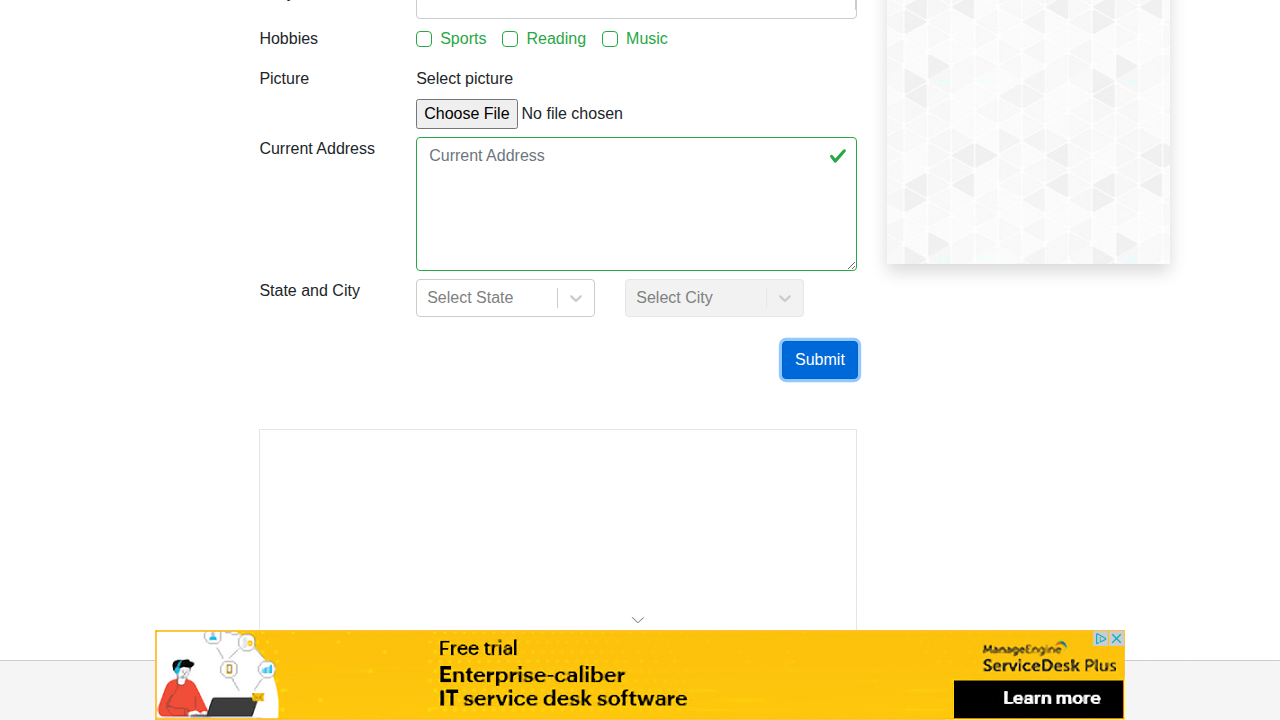 Hobbies
Sports
Reading
Music
Picture
Select picture
Choose File No file chosen
Current Address
Current Address
State and City
Select State
Select City
Submit
Free trial
Enterprise-caliber
IT service desk software
ManageEngine
ServiceDesk Plus
Learn more